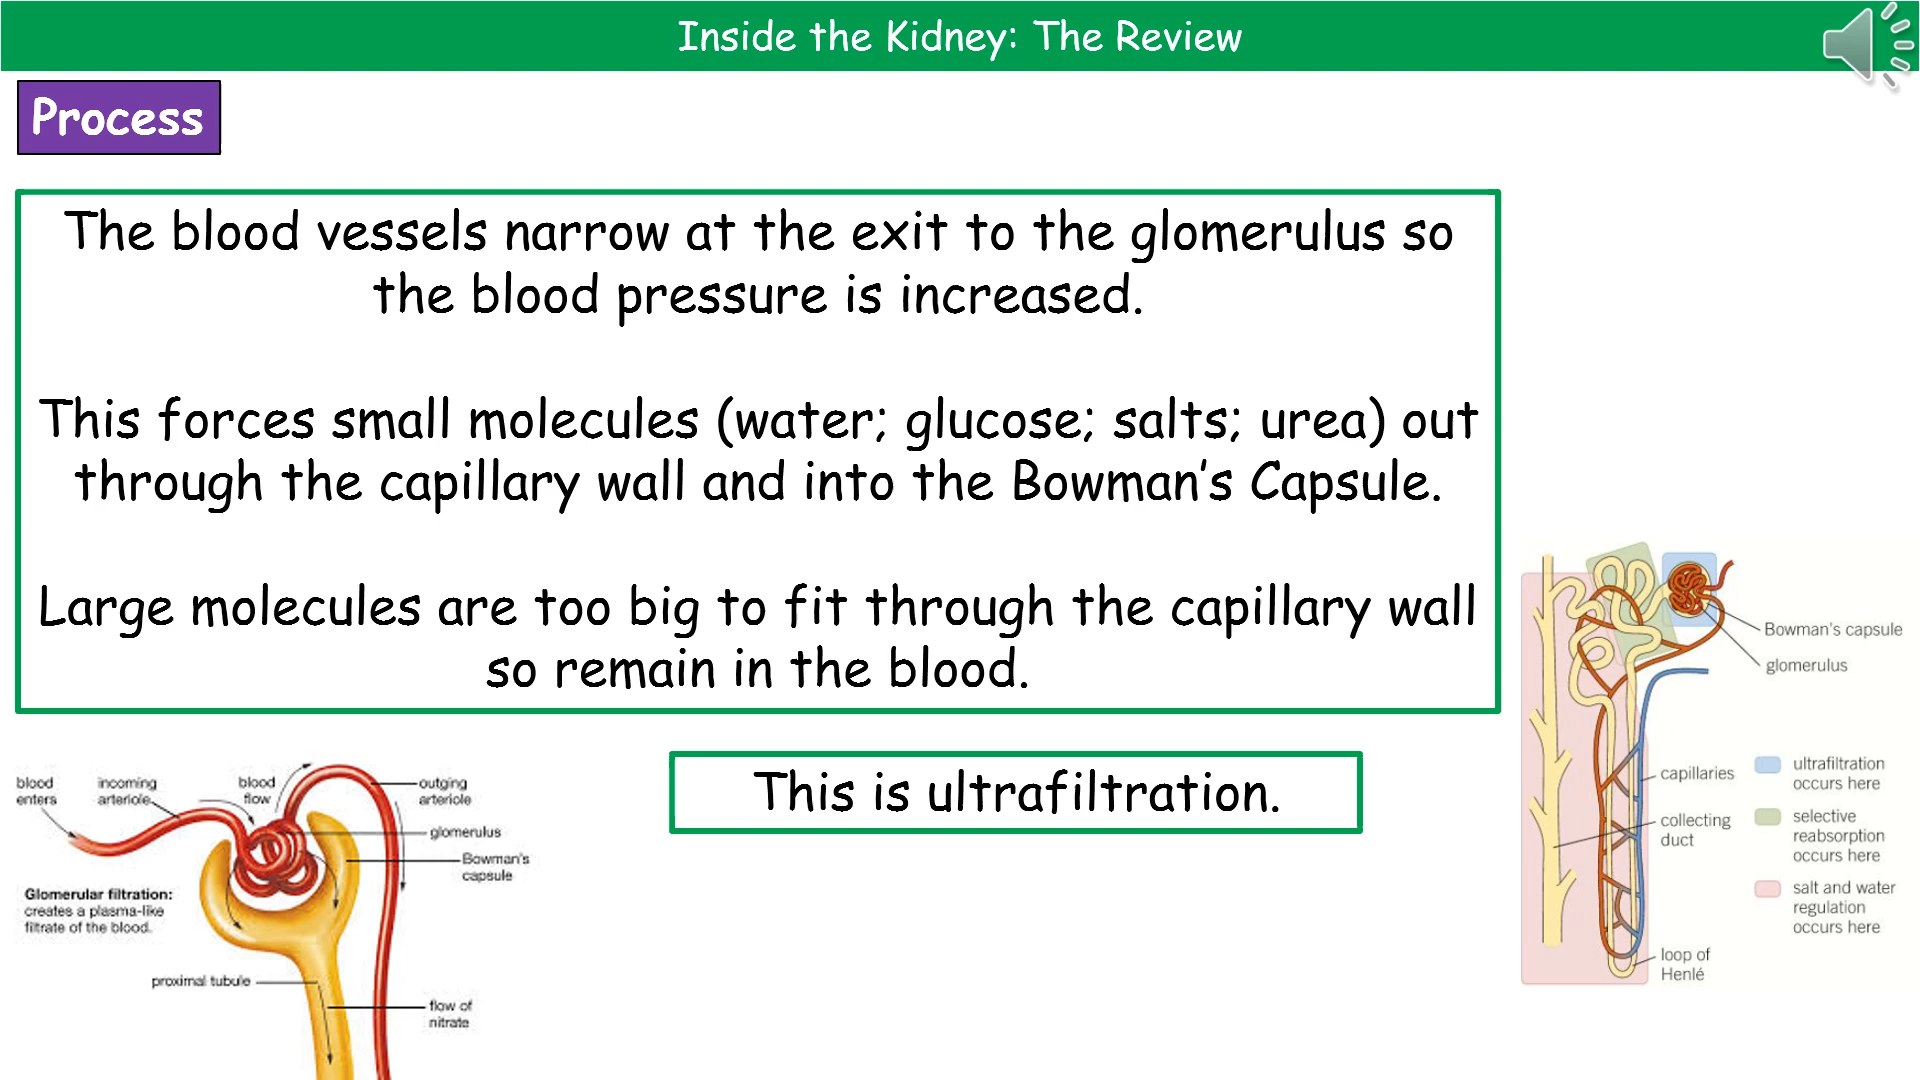 Inside the Kidney: The Review
Process
The blood vessels narrow at the exit to the glomerulus so
the blood pressure is increased.
This forces small molecules (water; glucose; salts; urea) out
through the capillary wall and into the Bowman's Capsule.
Large molecules are too big to fit through the capillary wall
so remain in the blood.
This is ultrafiltration.
blood
enters
incoming
arteriole
blood
flow
outging
arteriole
glomerulus
Bowman's
capsule
Glomerular filtration:
creates a plasma-like
filtrate of the blood.
proximal tubule
flow of
nitrate
Bowman's capsule
glomerulus
capillaries
collecting
duct
loop of
Henlé
ultrafiltration
occurs here
selective
reabsorption
occurs here
salt and water
regulation
occurs here